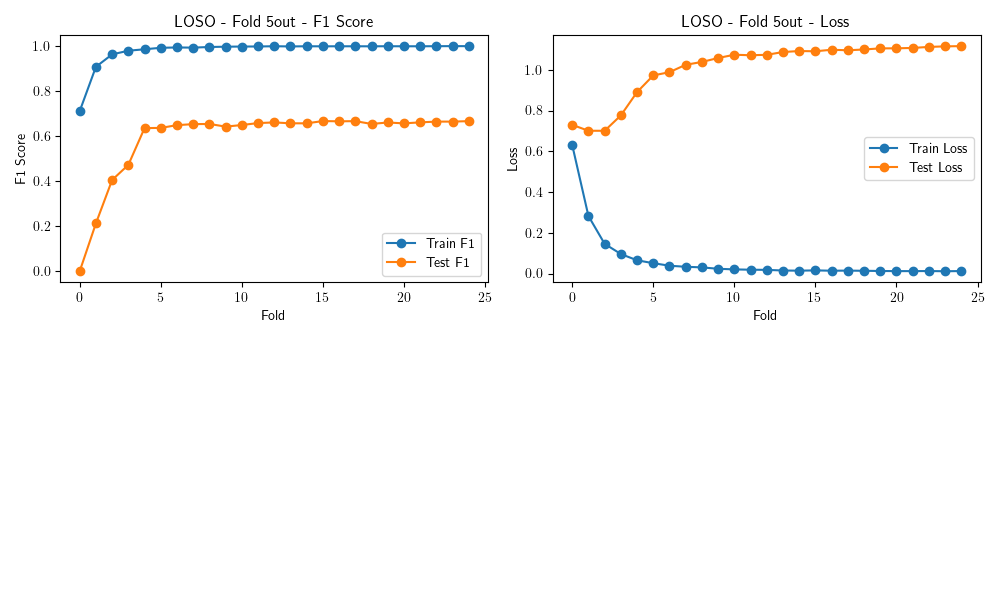 LOSO - Fold 5out - F1 Score
1.0
0.8
0.6
0.4
0.2
0.0
F1 Score
0 5 10 15 20 25
Fold
Train F1
Test F1
LOSO - Fold 5out - Loss
1.0
0.8
0.6
0.4
0.2
0.0
Loss
0 5 10 15 20 25
Fold
Train Loss
Test Loss